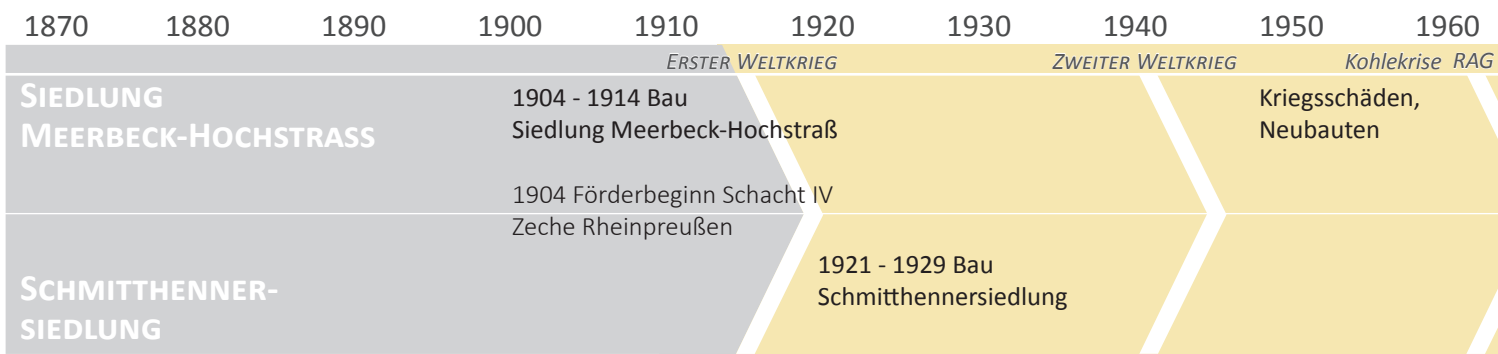 1870 1880 1890 1900 1910 1920 1930 1940 1950 1960
Erster Weltkrieg Zweiter Weltkrieg Kohlekrise RAG
Siedlung
Meerbeck-Hochstrass
1904 - 1914 Bau
Siedlung Meerbeck-Hochstraß
Kriegsschäden,
Neubauten
1904 Förderbeginn Schacht IV
Zeche Rheinpreußen
Schmitthenner-
siedlung
1921 - 1929 Bau
Schmitthennersiedlung